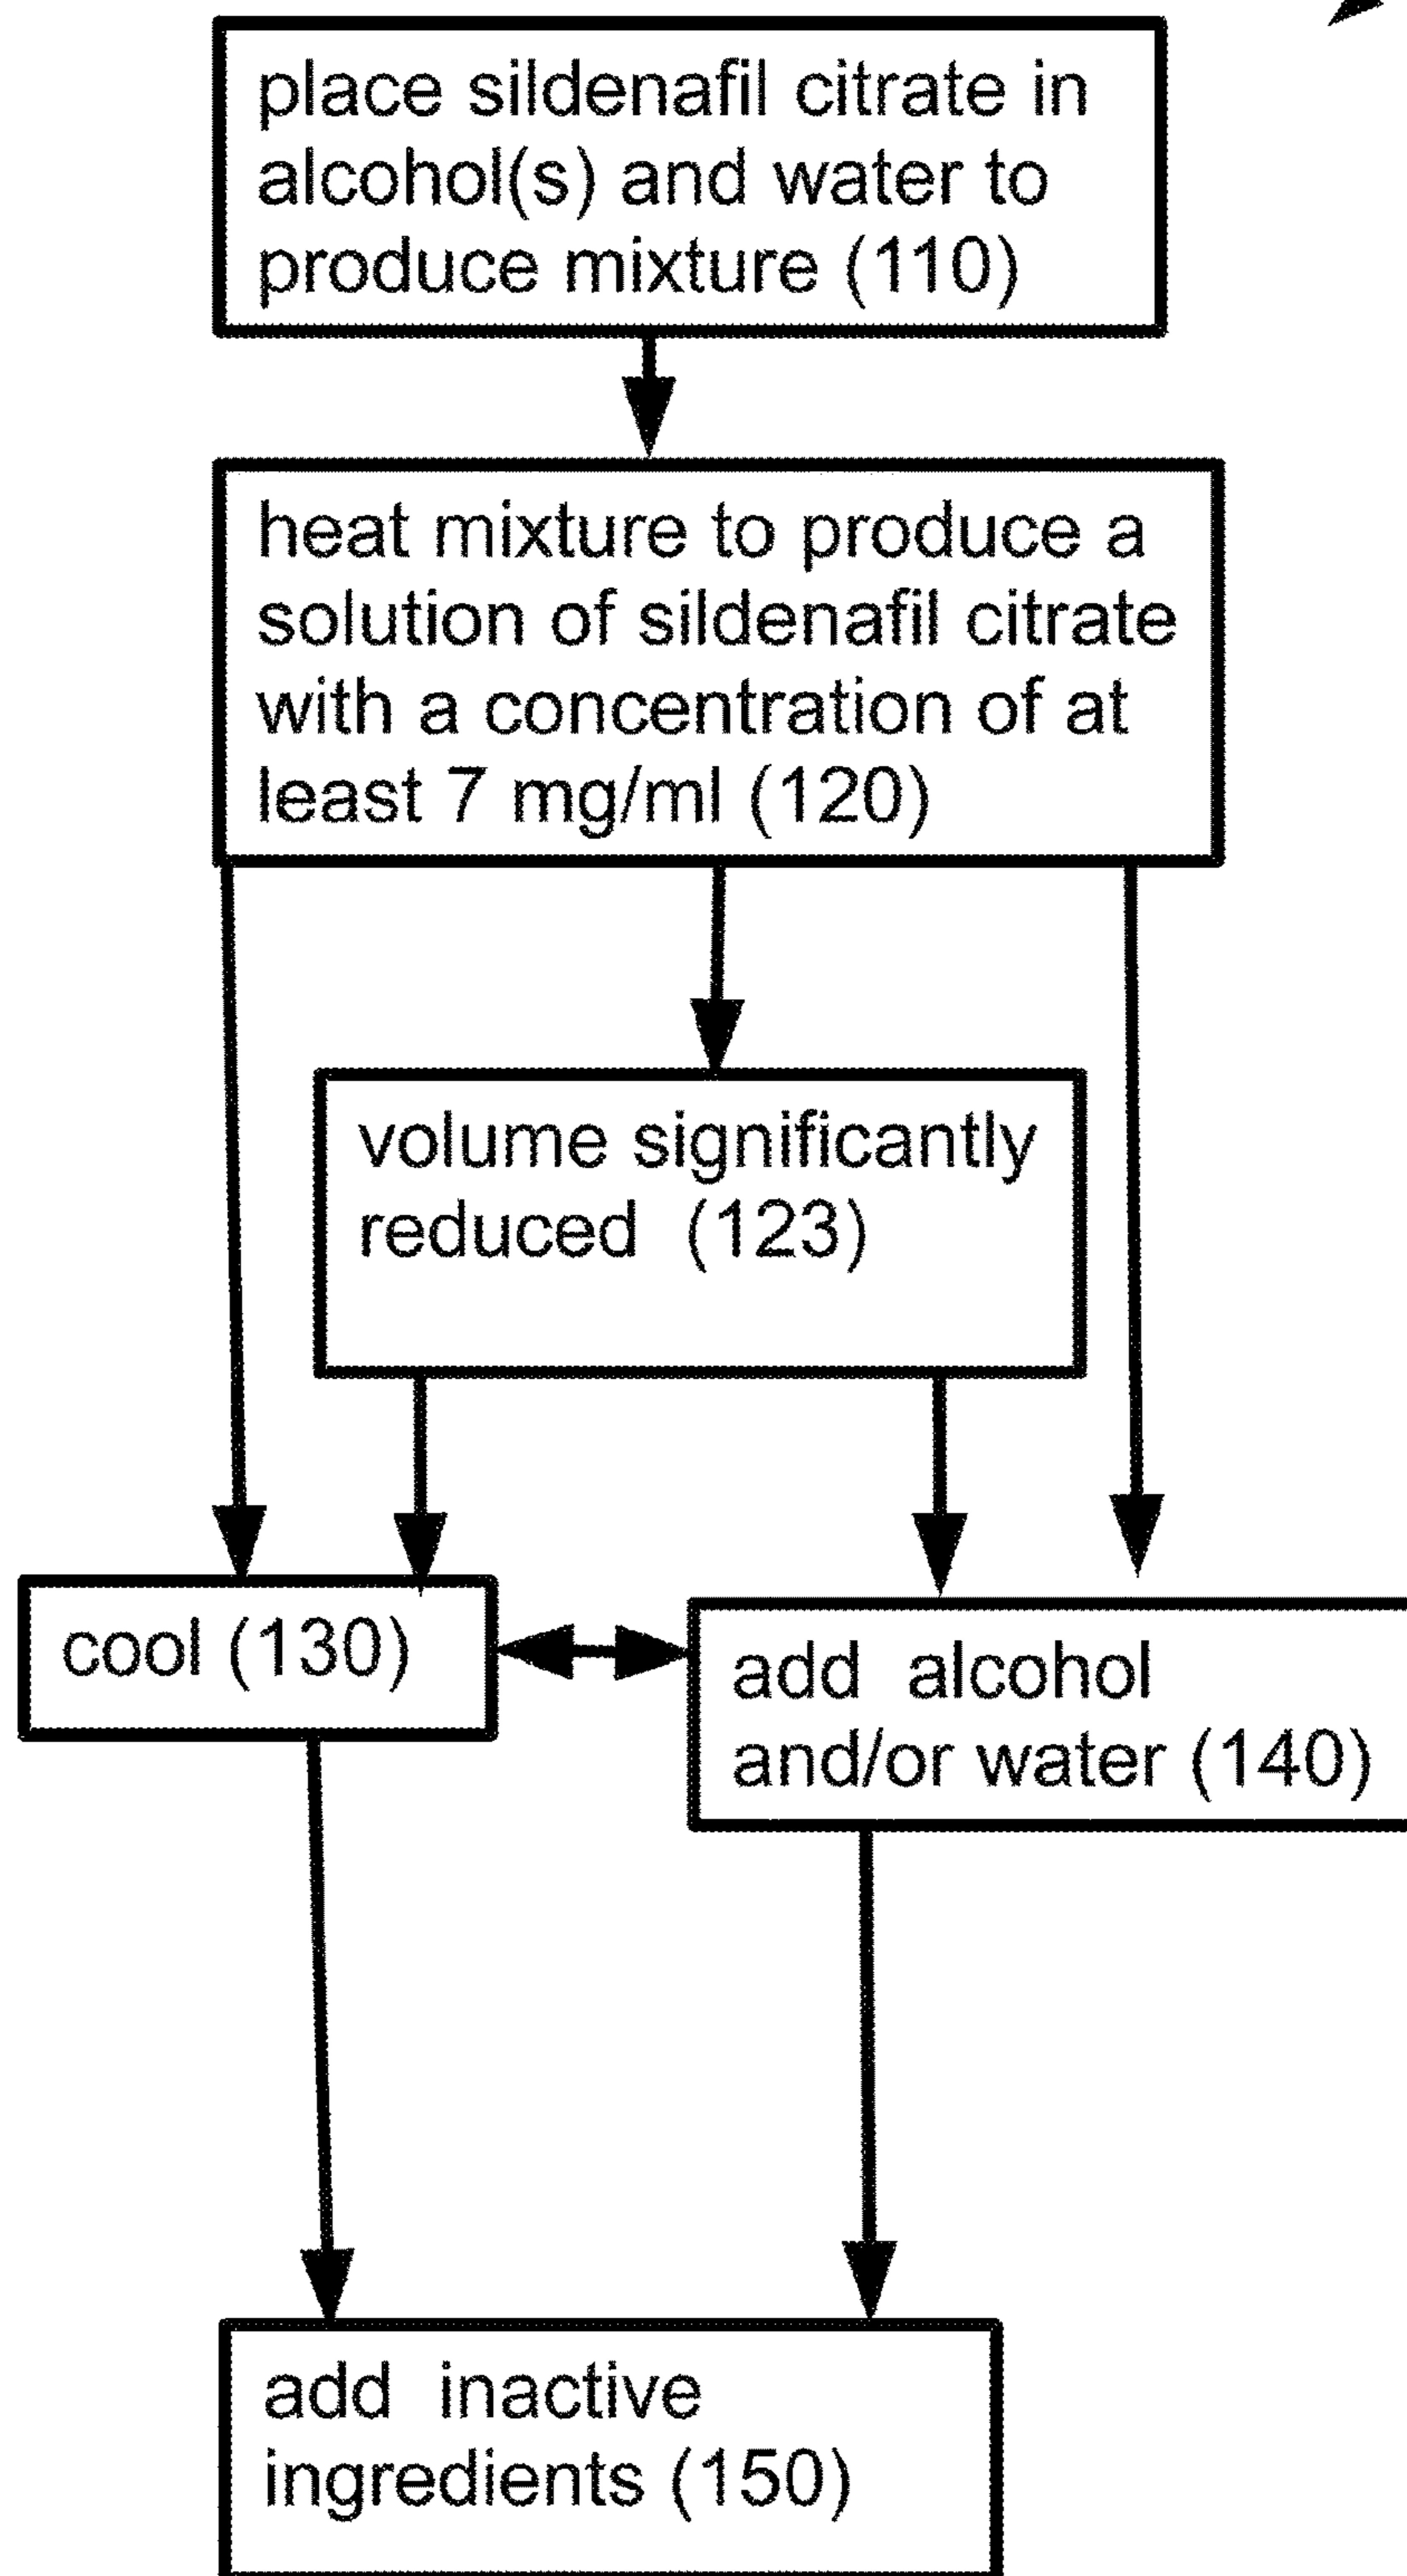 place sildenafil citrate in
alcohol(s) and water to
produce mixture (110)
heat mixture to produce a
solution of sildenafil citrate
with a concentration of at
least 7 mg/ml (120)
volume significantly
reduced (123)
cool (130)
add alcohol
and/or water (140)
add inactive
ingredients (150)